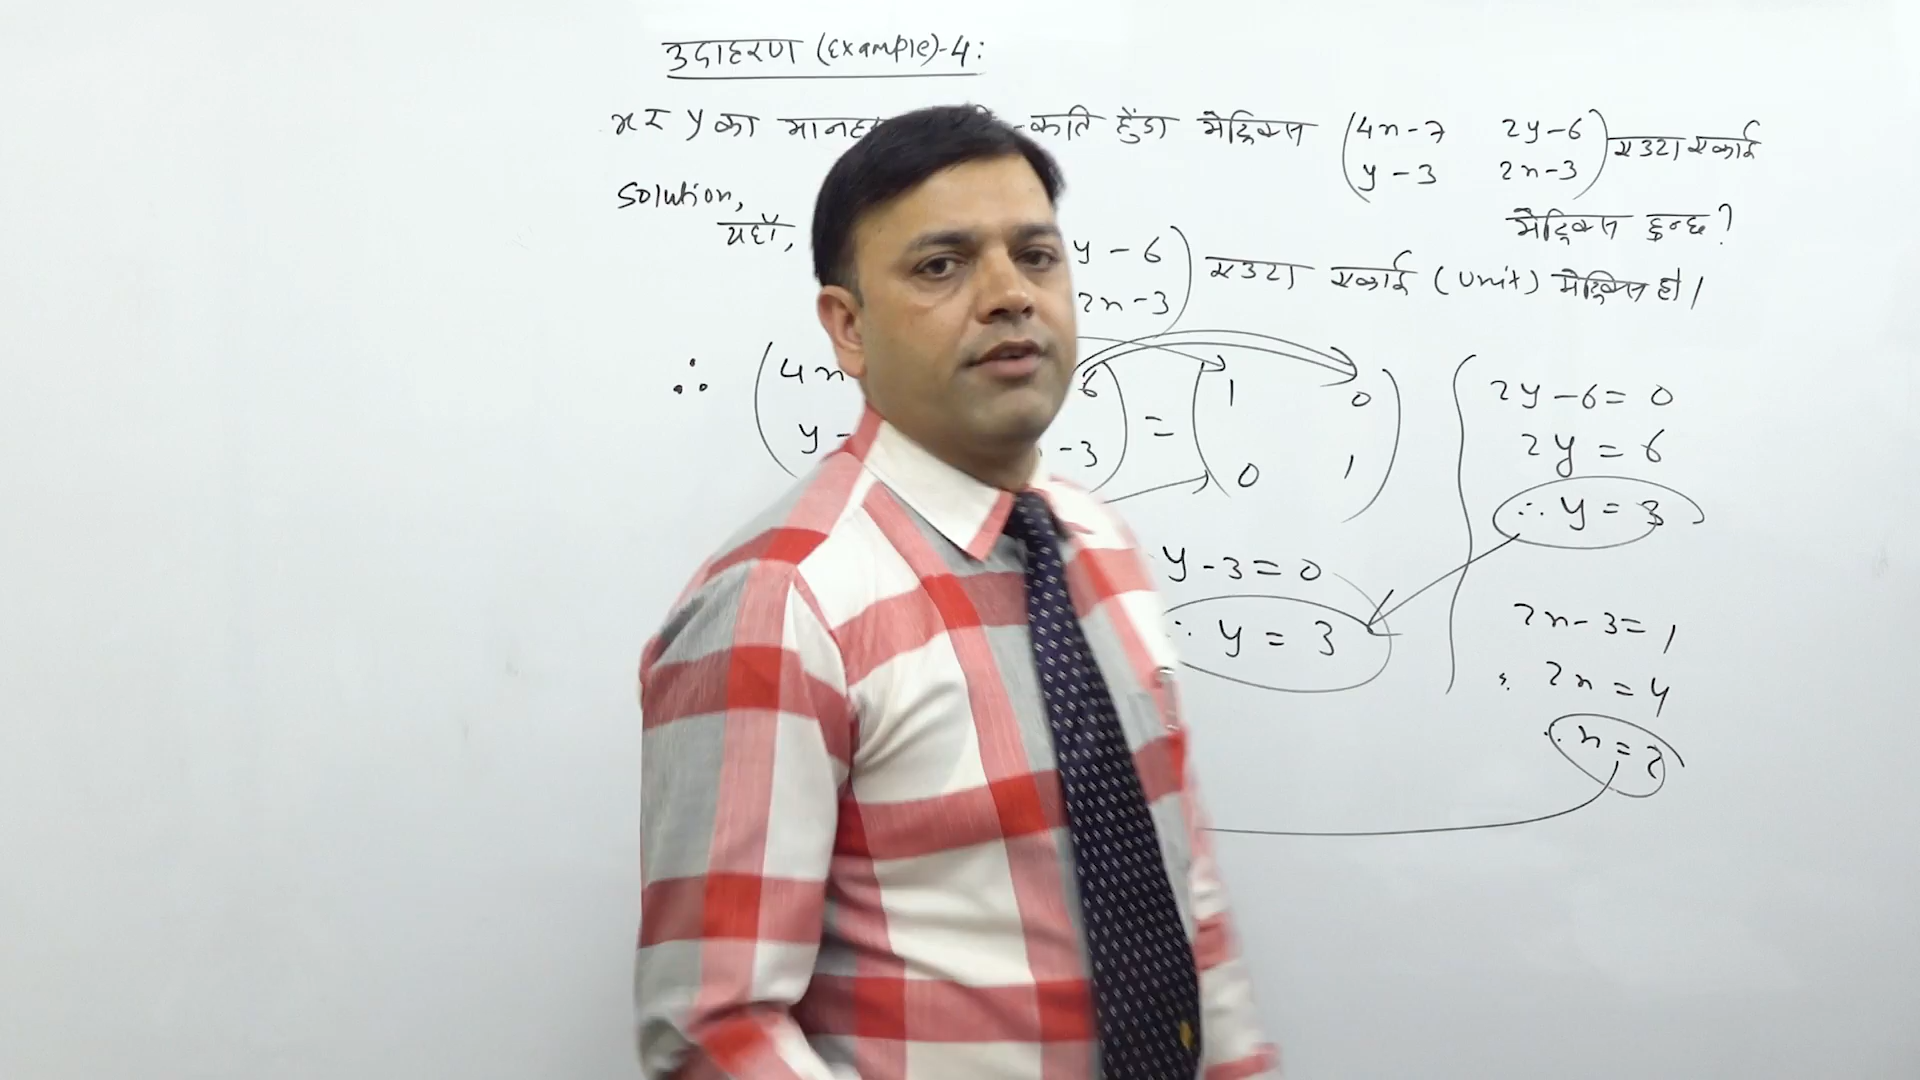 उदाहरण (Example)-4:
x र y का मान -कति हुँदा मेट्रिक्स (4x-7 2y-6) एउटा एकाई
y-3 2x-3
मेट्रिक्स हुन्छ?
Solution,
यहाँ,
y-6) एउटा एकाई (Unit) मेट्रिक्स हो।
2x-3
∴ (4x 6) = (1 0)
y- -3 0 1
y-3=0
∴ y = 3
2y-6=0
2y=6
∴ y=3
2x-3=1
2x=4
∴ x=2